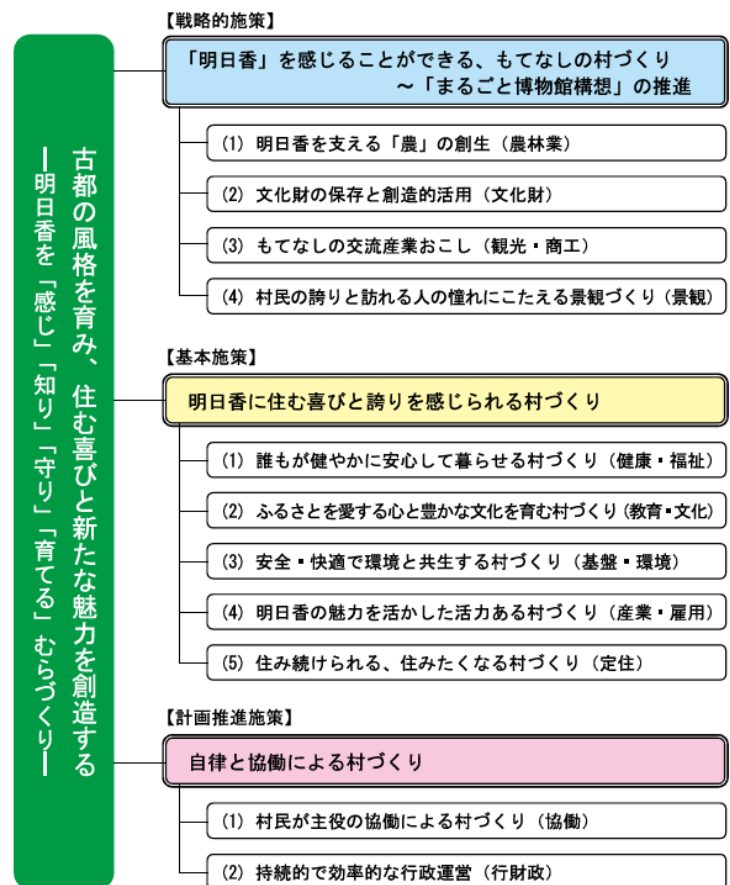 古都の風格を育み、住む喜びと新たな魅力を創造する
ー明日香を「感じ」「知り」「守り」「育てる」むらづくりー
【戦略的施策】
「明日香」を感じることができる、もてなしの村づくり
～「まるごと博物館構想」の推進
(1) 明日香を支える「農」の創生（農林業）
(2) 文化財の保存と創造的活用（文化財）
(3) もてなしの交流産業おこし（観光・商工）
(4) 村民の誇りと訪れる人の憧れにこたえる景観づくり（景観）
【基本施策】
明日香に住む喜びと誇りを感じられる村づくり
(1) 誰もが健やかに安心して暮らせる村づくり（健康・福祉）
(2) ふるさとを愛する心と豊かな文化を育む村づくり（教育・文化）
(3) 安全・快適で環境と共生する村づくり（基盤・環境）
(4) 明日香の魅力を活かした活力ある村づくり（産業・雇用）
(5) 住み続けられる、住みたくなる村づくり（定住）
【計画推進施策】
自律と協働による村づくり
(1) 村民が主役の協働による村づくり（協働）
(2) 持続的で効率的な行政運営（行財政）